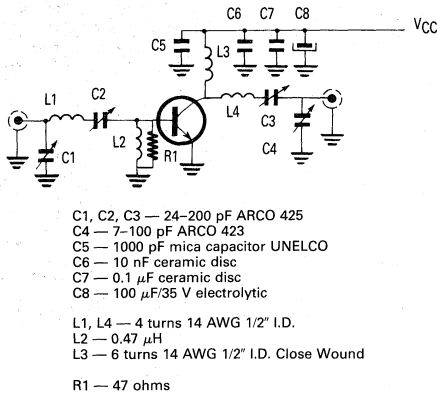 VCC
C6 C7 C8
C5
L3
L1 C2
L4
C3
L2
R1
C1
C4
C1, C2, C3 — 24–200 pF ARCO 425
C4 — 7–100 pF ARCO 423
C5 — 1000 pF mica capacitor UNELCO
C6 — 10 nF ceramic disc
C7 — 0.1 μF ceramic disc
C8 — 100 μF/35 V electrolytic
L1, L4 — 4 turns 14 AWG 1/2" I.D.
L2 — 0.47 μH
L3 — 6 turns 14 AWG 1/2" I.D. Close Wound
R1 — 47 ohms